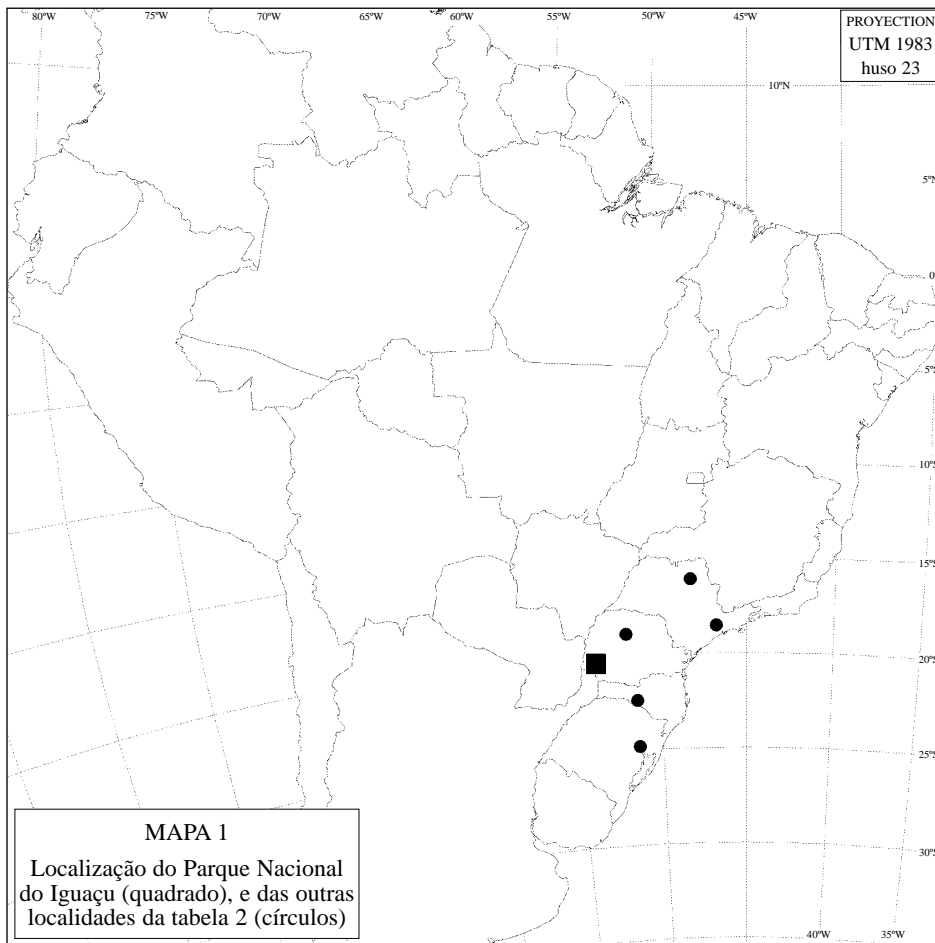 80ºW 75ºW 70ºW 65ºW 60ºW 55ºW 50ºW 45ºW
PROYECTION
UTM 1983
huso 23
10ºN
5ºN
0º
5ºS
10ºS
15ºS
20ºS
25ºS
30ºS
MAPA 1
Localização do Parque Nacional
do Iguaçu (quadrado), e das outras
localidades da tabela 2 (círculos)
40ºW 35ºW